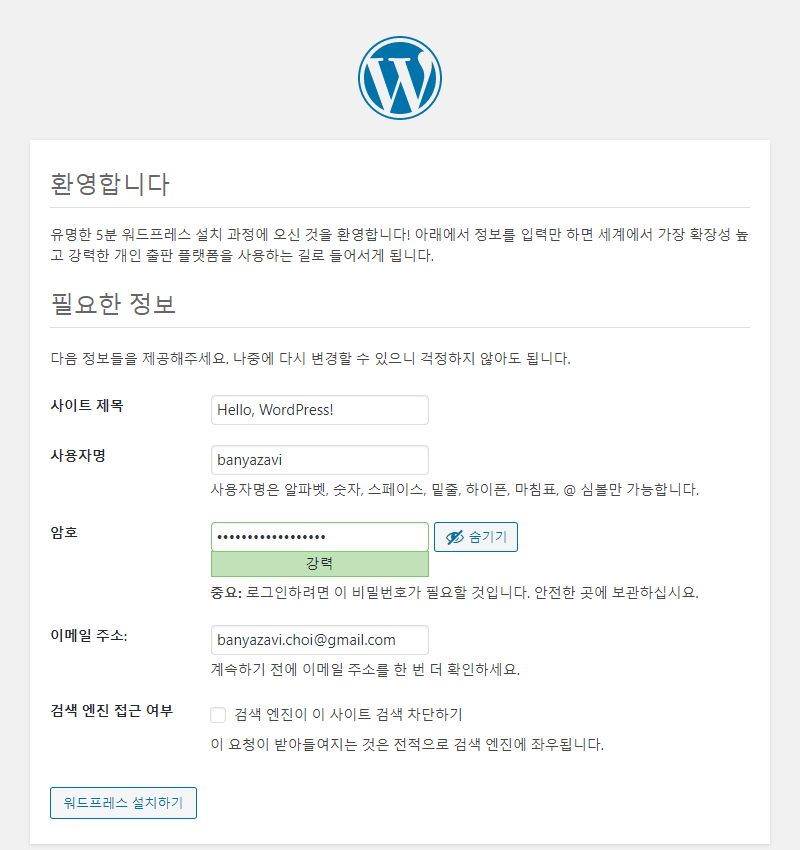 환영합니다
유명한 5분 워드프레스 설치 과정에 오신 것을 환영합니다! 아래에서 정보를 입력만 하면 세계에서 가장 확장성 높
고 강력한 개인 출판 플랫폼을 사용하는 길로 들어서게 됩니다.
필요한 정보
다음 정보들을 제공해주세요. 나중에 다시 변경할 수 있으니 걱정하지 않아도 됩니다.
사이트 제목
Hello, WordPress!
사용자명
banyazavi
사용자명은 알파벳, 숫자, 스페이스, 밑줄, 하이픈, 마침표, @ 심볼만 가능합니다.
암호
••••••••••••••••••
숨기기
강력
중요: 로그인하려면 이 비밀번호가 필요할 것입니다. 안전한 곳에 보관하십시요.
이메일 주소:
banyazavi.choi@gmail.com
계속하기 전에 이메일 주소를 한 번 더 확인하세요.
검색 엔진 접근 여부
검색 엔진이 이 사이트 검색 차단하기
이 요청이 받아들여지는 것은 전적으로 검색 엔진에 좌우됩니다.
워드프레스 설치하기